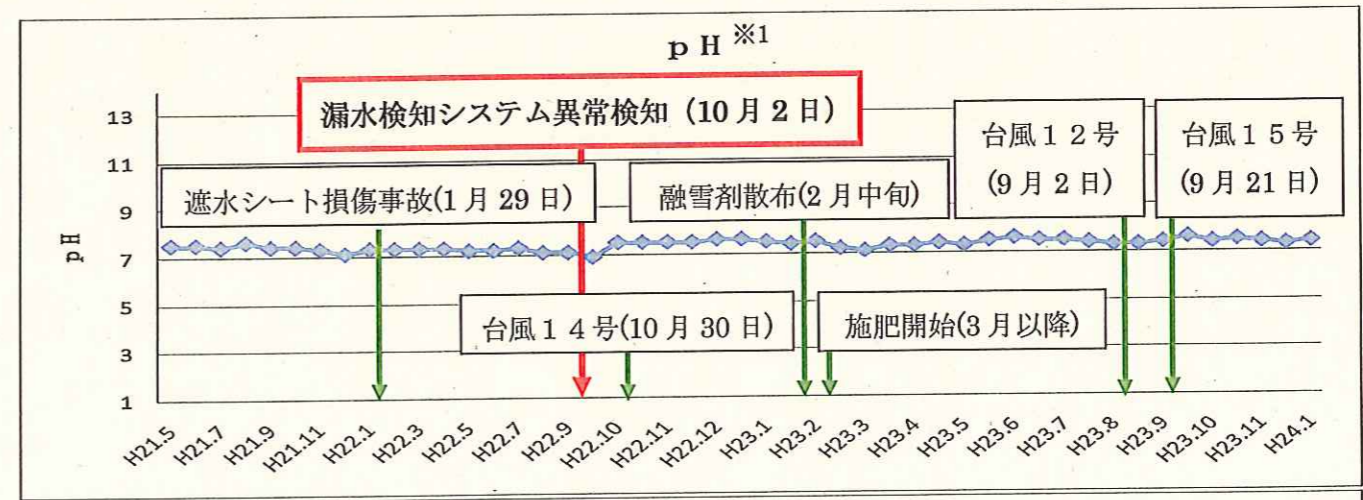 pH ※1
漏水検知システム異常検知（10月2日）
台風１２号
(9月2日)
台風１５号
(9月21日)
遮水シート損傷事故(1月29日)
融雪剤散布(2月中旬)
台風１４号(10月30日)
施肥開始(3月以降)
pH
13
11
9
7
5
3
1
H21.5
H21.7
H21.9
H21.11
H22.1
H22.3
H22.5
H22.7
H22.9
H22.10
H22.11
H22.12
H23.1
H23.2
H23.3
H23.4
H23.5
H23.6
H23.7
H23.8
H23.9
H23.10
H23.11
H24.1